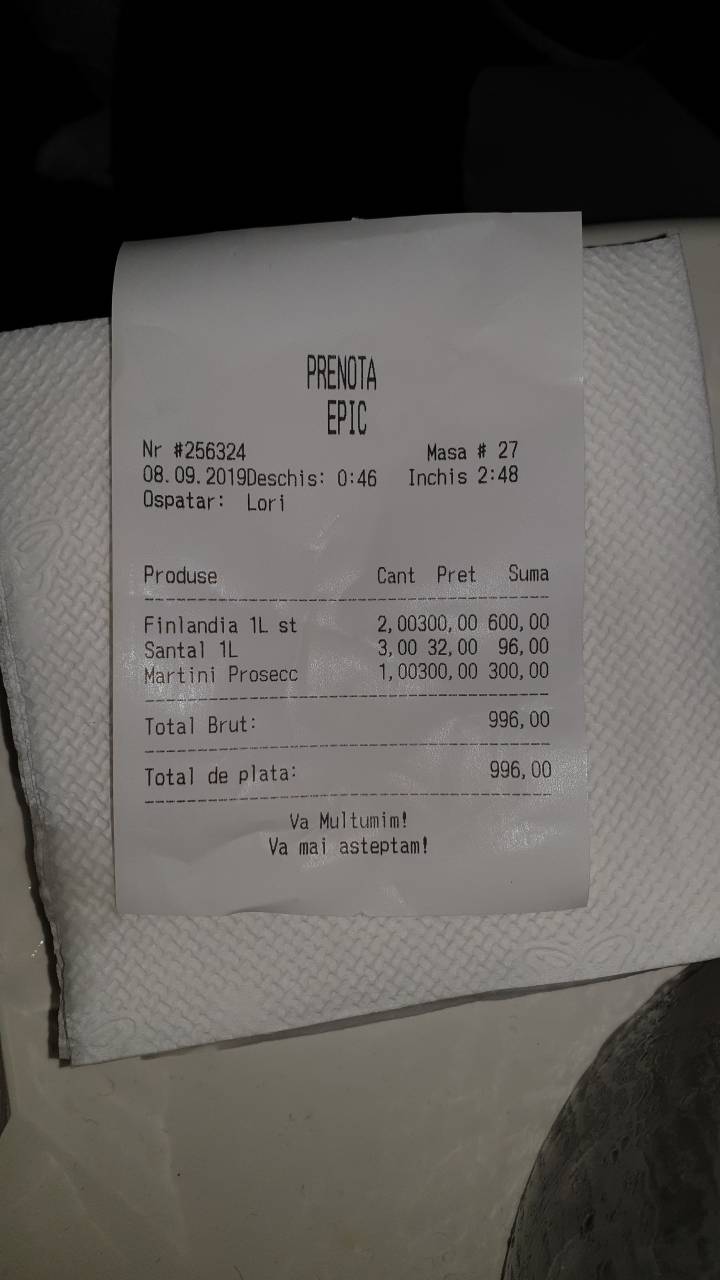 PRENOTA
EPIC
Nr #256324 Masa # 27
08.09.2019Deschis: 0:46 Inchis 2:48
Ospatar: Lori
Produse Cant Pret Suma
Finlandia 1L st 2,00300,00 600,00
Santal 1L 3,00 32,00 96,00
Martini Prosecc 1,00300,00 300,00
Total Brut: 996,00
Total de plata: 996,00
Va Multumim!
Va mai asteptam!